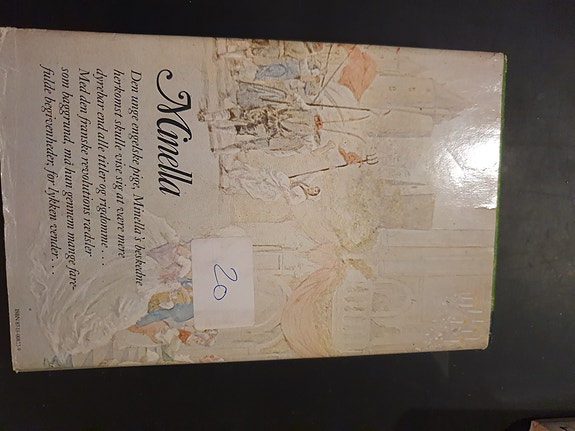 Minella
Den unge engelske pige, Minella's beskedne
herkomst skulle vise sig at være mere
dyrebar end alle titler og rigdomme...
Med den franske revolutions rædsler
som baggrund, må hun gennem mange fare-
fulde begivenheder, før lykken vender...
20
ISBN